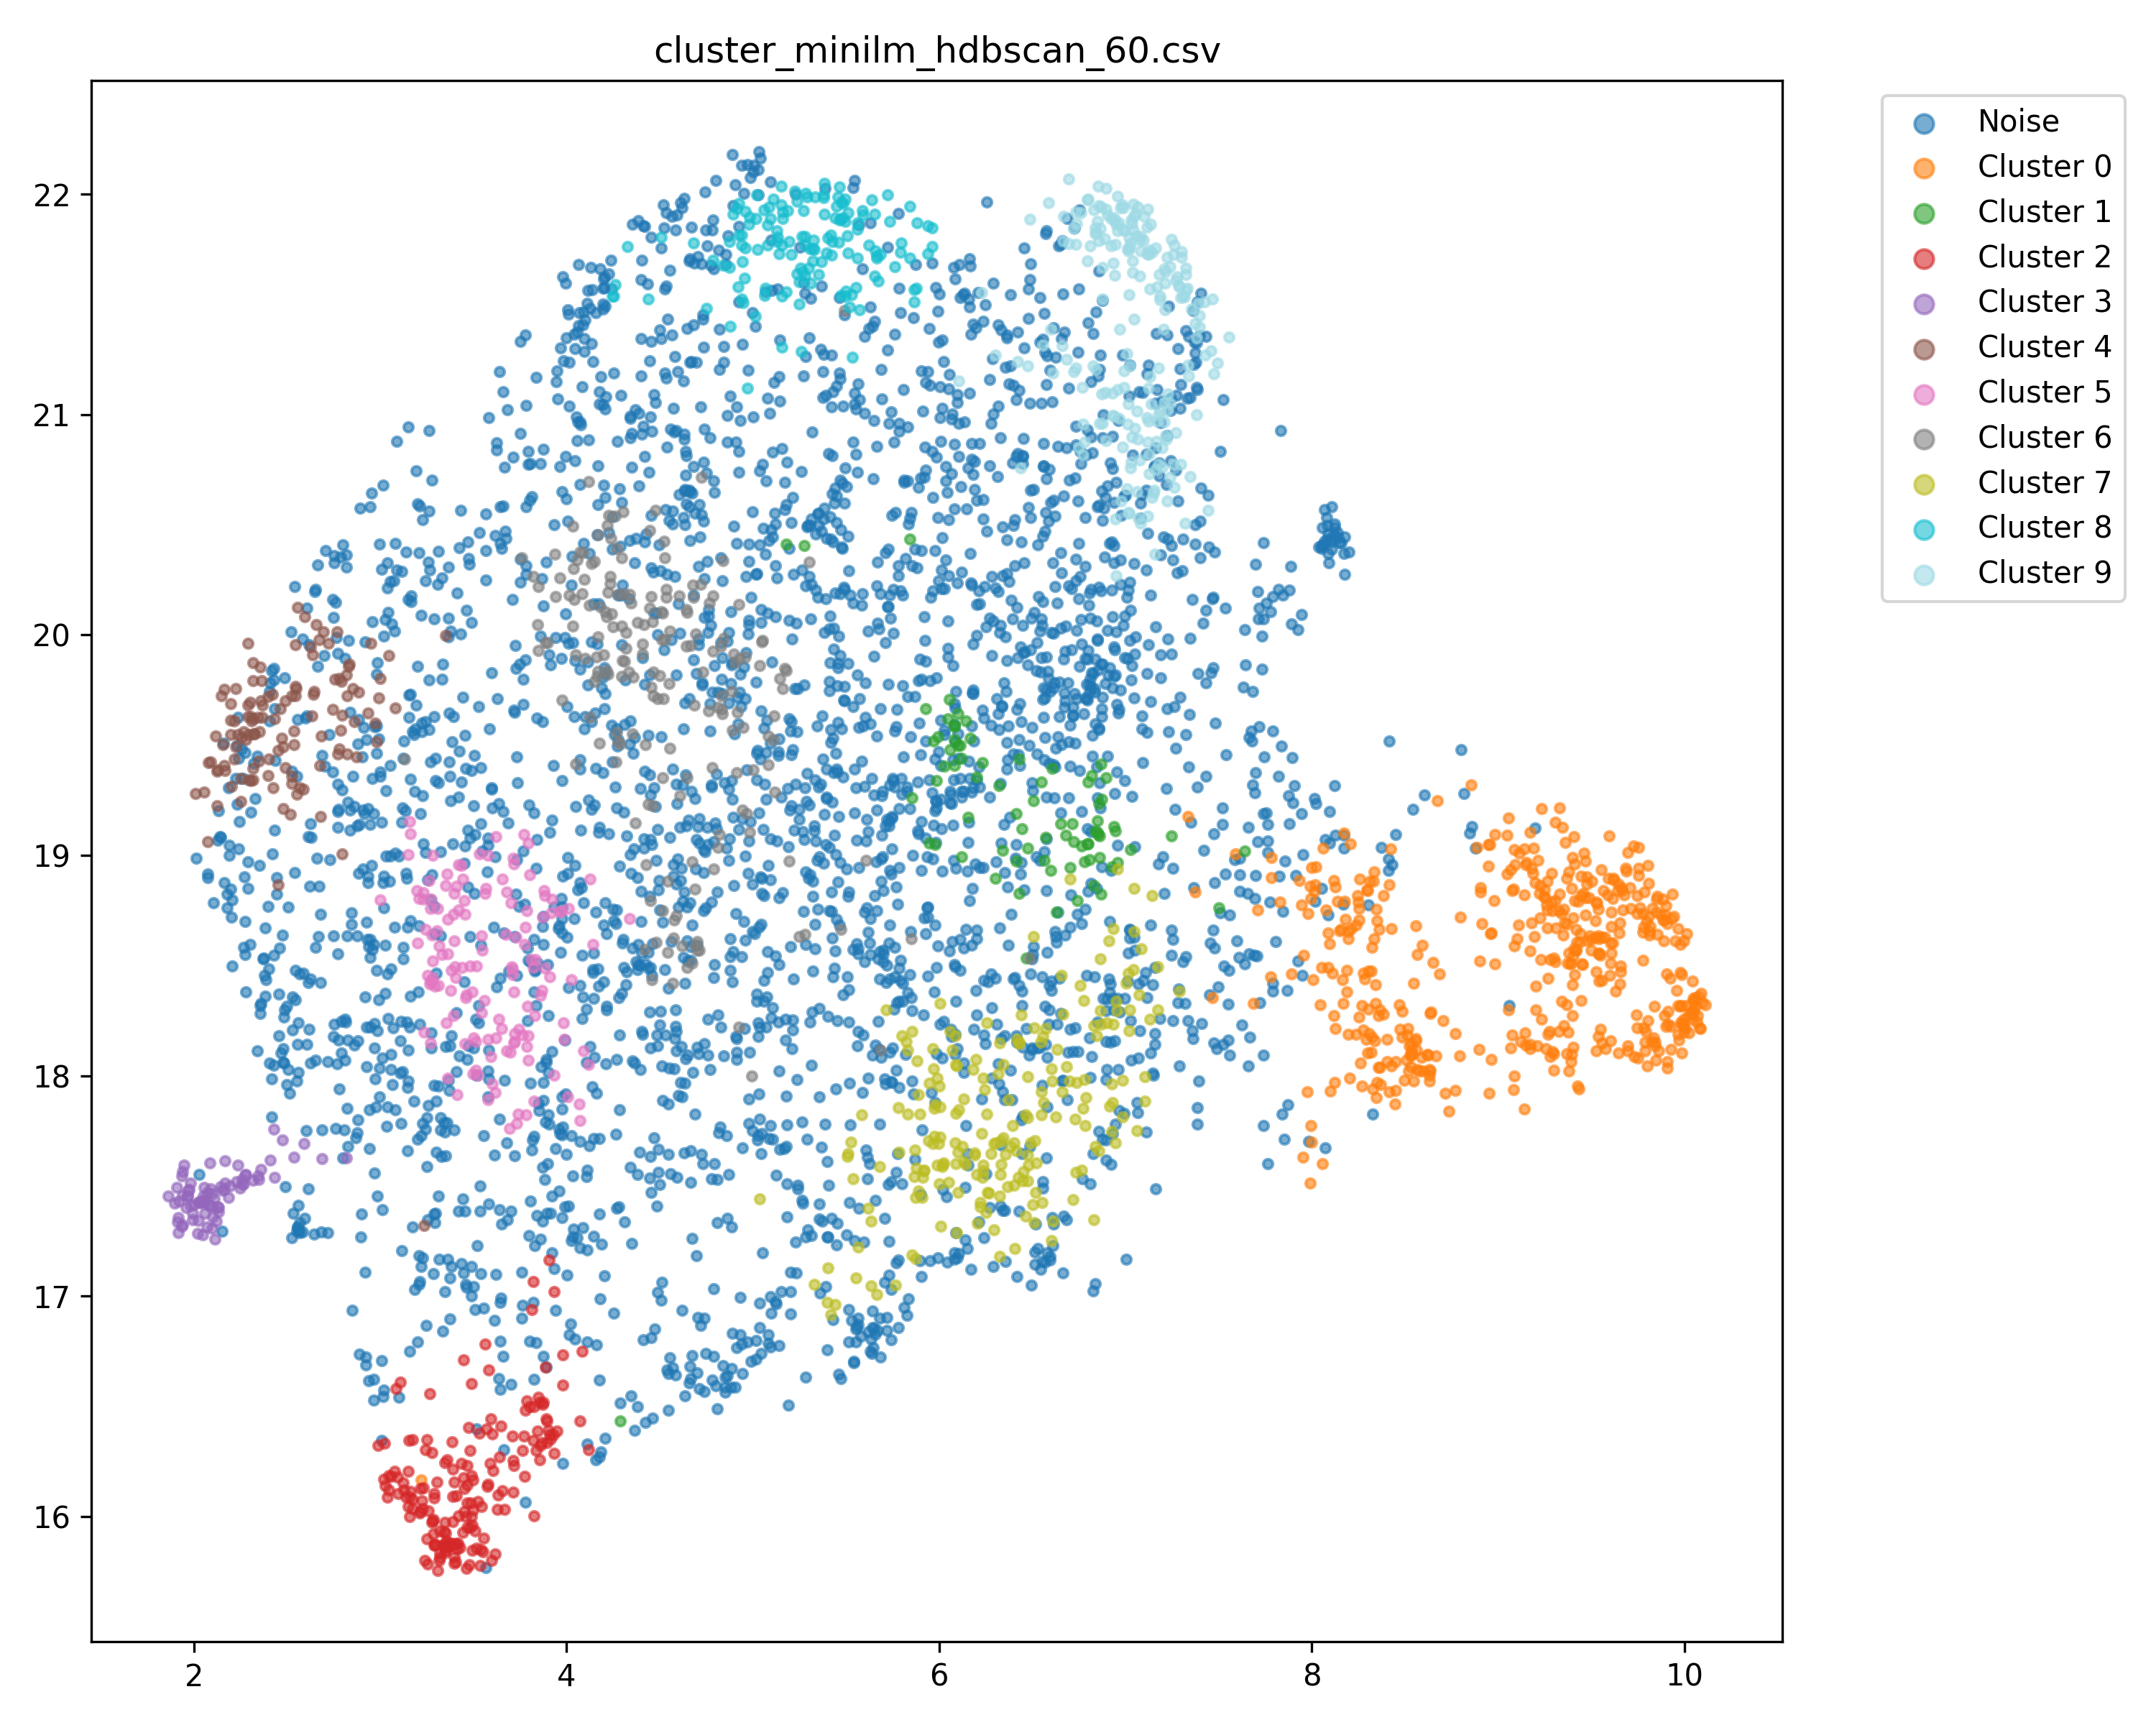 cluster_minilm_hdbscan_60.csv
22
21
20
19
18
17
16
2 4 6 8 10
Noise
Cluster 0
Cluster 1
Cluster 2
Cluster 3
Cluster 4
Cluster 5
Cluster 6
Cluster 7
Cluster 8
Cluster 9